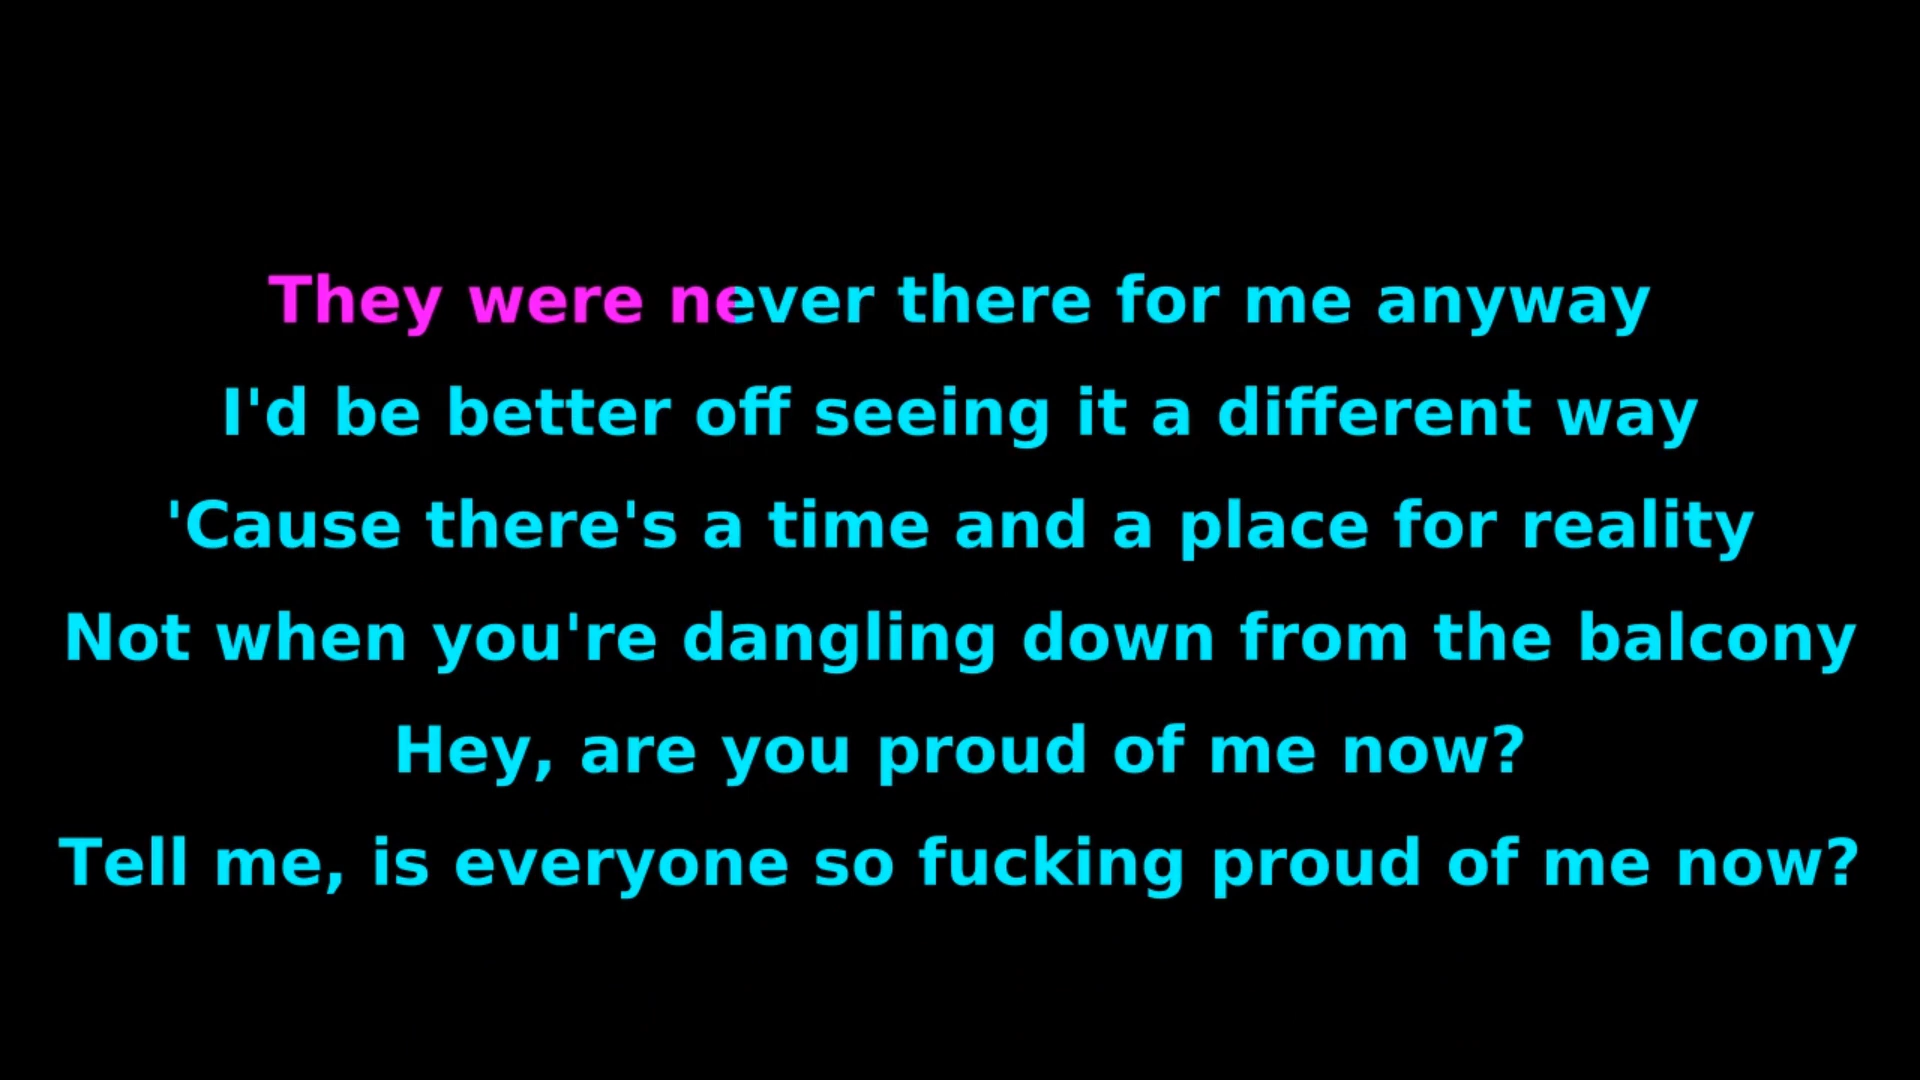 They were never there for me anyway
I'd be better off seeing it a different way
'Cause there's a time and a place for reality
Not when you're dangling down from the balcony
Hey, are you proud of me now?
Tell me, is everyone so fucking proud of me now?